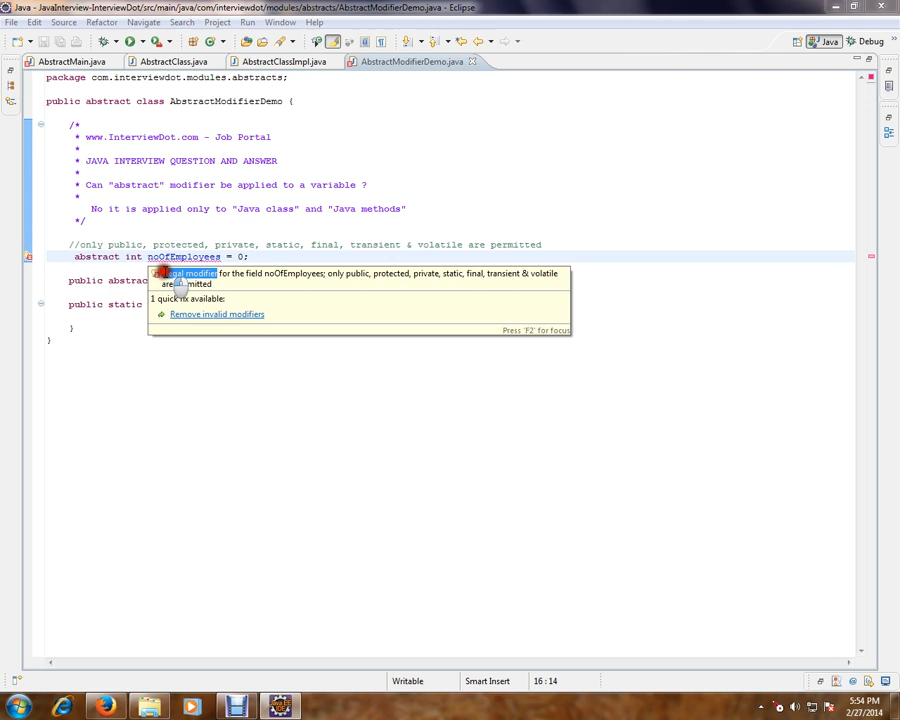 Java - JavaInterview-InterviewDot/src/main/java/com/interviewdot/modules/abstracts/AbstractModifierDemo.java - Eclipse
File Edit Source Refactor Navigate Search Project Run Window Help
Java Debug
AbstractMain.java AbstractClass.java AbstractClassImpl.java AbstractModifierDemo.java
package com.interviewdot.modules.abstracts;
public abstract class AbstractModifierDemo {
/*
* www.InterviewDot.com - Job Portal
*
* JAVA INTERVIEW QUESTION AND ANSWER
*
* Can "abstract" modifier be applied to a variable ?
*
No it is applied only to "Java class" and "Java methods"
*/
//only public, protected, private, static, final, transient & volatile are permitted
abstract int noOfEmployees = 0;
modifier for the field noOfEmployees; only public, protected, private, static, final, transient & volatile
public abstrac
are
1 quick fix available:
public static
Remove invalid modifiers
}
Press 'F2' for focus
}
Writable Smart Insert 16 : 14
5:54 PM
2/27/2014